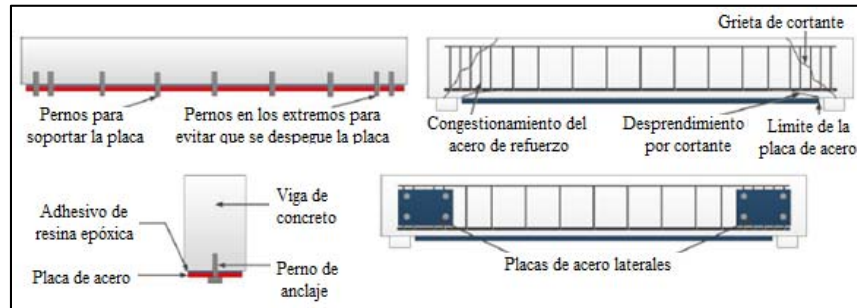 Pernos para
soportar la placa
Pernos en los extremos para
evitar que se despegue la placa
Grieta de cortante
Congestionamiento del
acero de refuerzo
Desprendimiento
por cortante
Limite de la
placa de acero
Adhesivo de
resina epóxica
Placa de acero
Viga de
concreto
Perno de
anclaje
Placas de acero laterales